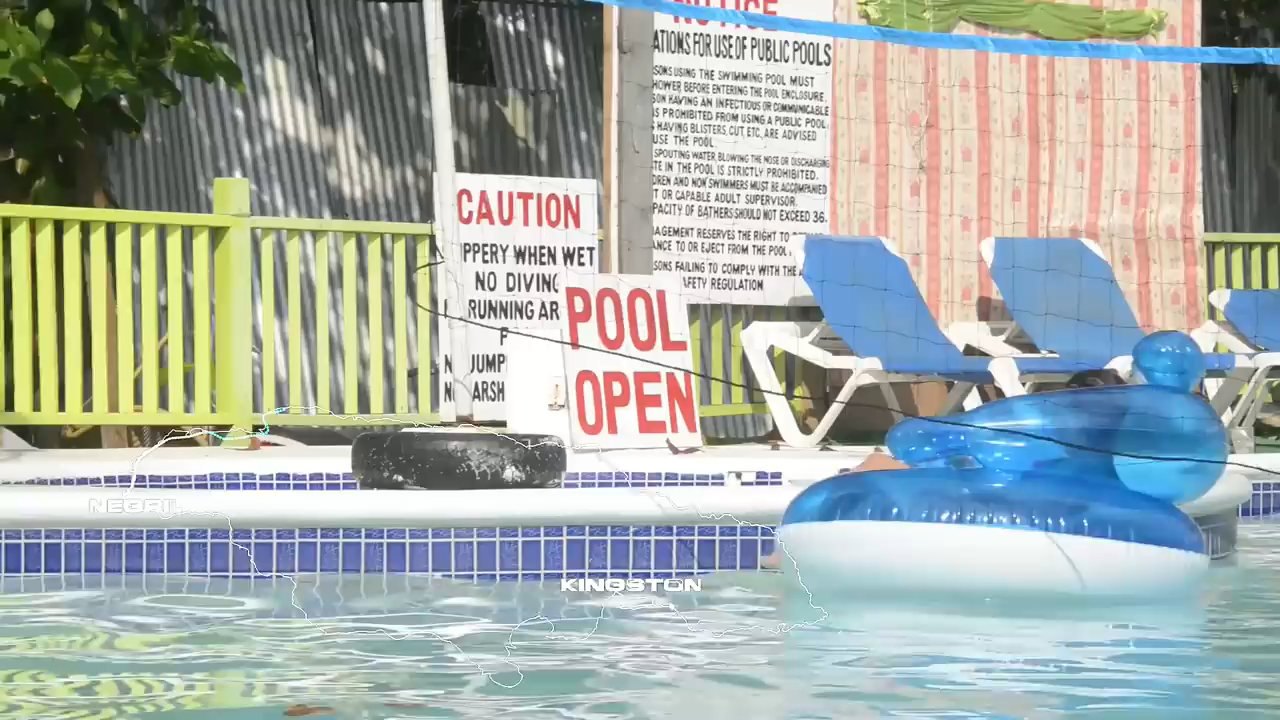 NOTICE
ATIONS FOR USE OF PUBLIC POOLS
SONS USING THE SWIMMING POOL MUST
HOWER BEFORE ENTERING THE POOL ENCLOSURE.
SON HAVING AN INFECTIOUS OR COMMUNICABLE
IS PROHIBITED FROM USING A PUBLIC POOL
HAVING BLISTERS, CUT, ETC, ARE ADVISED
USE THE POOL.
SPOUTING WATER, BLOWING THE NOSE OR DISCHARGING
TE IN THE POOL IS STRICTLY PROHIBITED.
DREN AND NOW SWIMMERS MUST BE ACCOMPANIED
T OR CAPABLE ADULT SUPERVISOR.
PACITY OF BATHERS SHOULD NOT EXCEED 36.
AGEMENT RESERVES THE RIGHT TO
ANCE TO OR EJECT FROM THE POOL
SONS FAILING TO COMPLY WITH THE A
AFETY REGULATION
CAUTION
PPERY WHEN WET
NO DIVING
RUNNING AR
P
N JUMP
N ARSH
POOL
OPEN
NEGRIL
KINGSTON